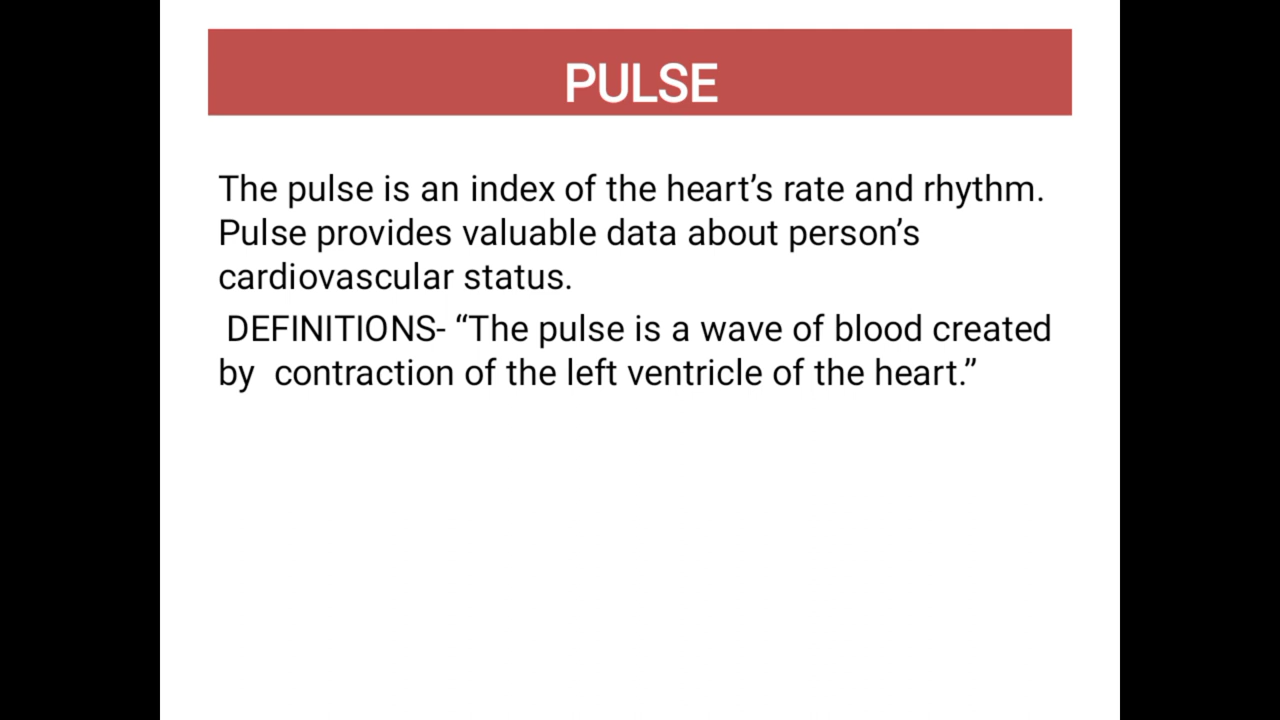 PULSE
The pulse is an index of the heart’s rate and rhythm.
Pulse provides valuable data about person’s
cardiovascular status.
DEFINITIONS- “The pulse is a wave of blood created
by  contraction of the left ventricle of the heart.”